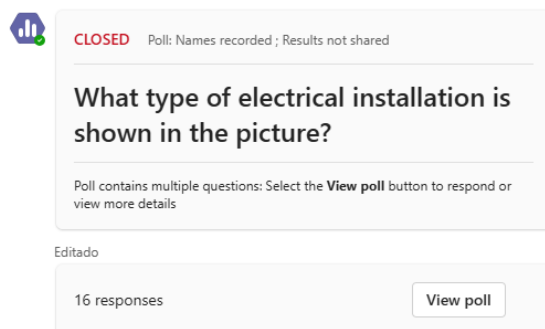 CLOSED Poll: Names recorded ; Results not shared
What type of electrical installation is
shown in the picture?
Poll contains multiple questions: Select the View poll button to respond or
view more details
Editado
16 responses View poll